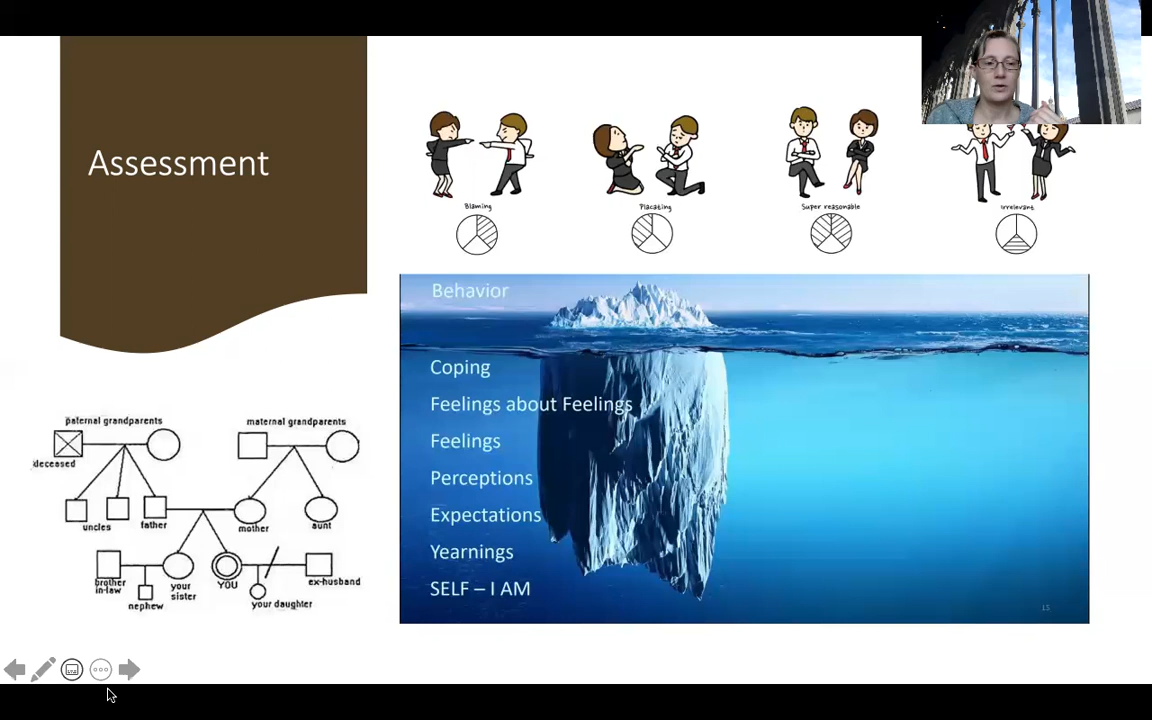 Assessment
Blaming
Placating
Super reasonable
Irrelevant
Behavior
Coping
Feelings about Feelings
Feelings
Perceptions
Expectations
Yearnings
SELF – I AM
15
paternal grandparents
maternal grandparents
deceased
uncles
father
mother
aunt
brother
in-law
nephew
your
sister
YOU
your daughter
ex-husband